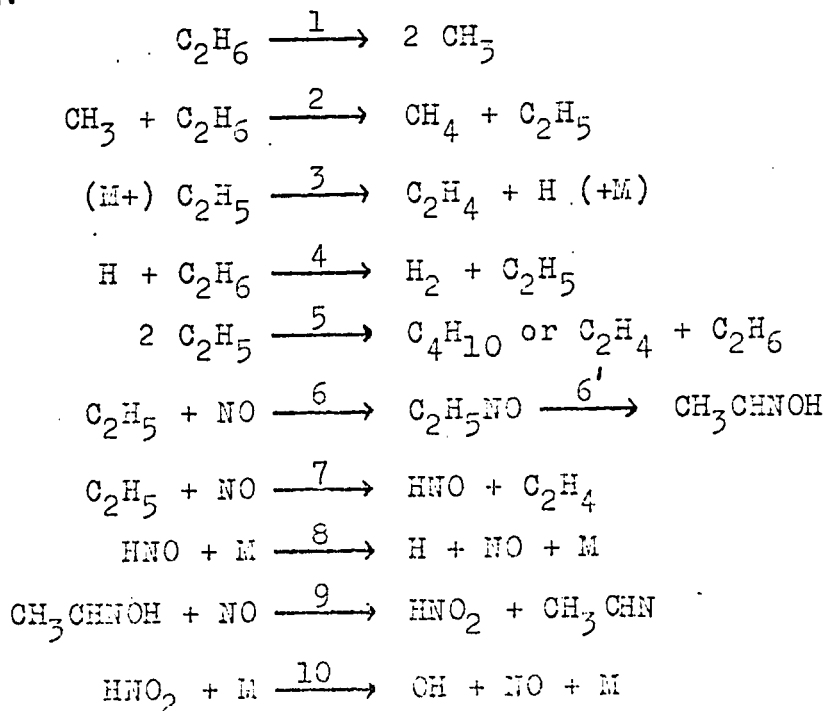 C₂H₆ —1→ 2 CH₃
CH₃ + C₂H₆ —2→ CH₄ + C₂H₅
(M+) C₂H₅ —3→ C₂H₄ + H (+M)
H + C₂H₆ —4→ H₂ + C₂H₅
2 C₂H₅ —5→ C₄H₁₀ or C₂H₄ + C₂H₆
C₂H₅ + NO —6→ C₂H₅NO —6'→ CH₃CHNOH
C₂H₅ + NO —7→ HNO + C₂H₄
HNO + M —8→ H + NO + M
CH₃CHNOH + NO —9→ HNO₂ + CH₃CHN
HNO₂ + M —10→ OH + NO + M